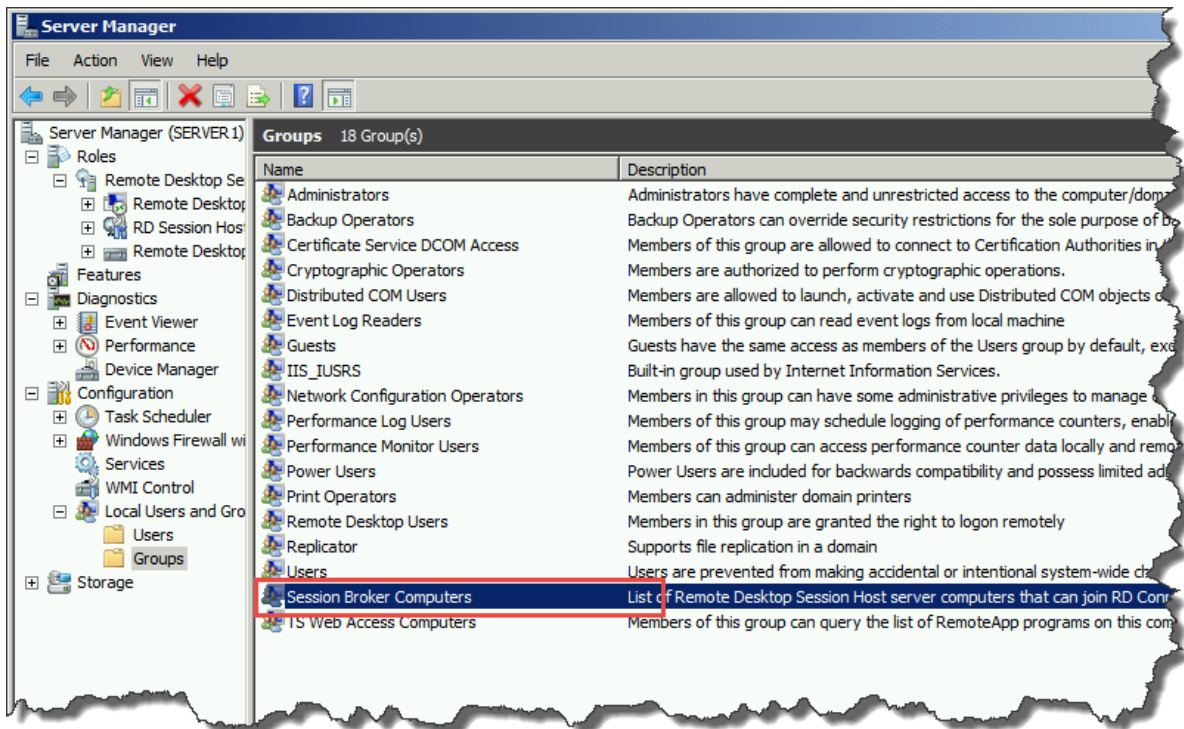 Server Manager
File Action View Help
Server Manager (SERVER1)
Roles
Remote Desktop Se
Remote Desktop
RD Session Host
Remote Desktop
Features
Diagnostics
Event Viewer
Performance
Device Manager
Configuration
Task Scheduler
Windows Firewall wi
Services
WMI Control
Local Users and Gro
Users
Groups
Storage
Groups 18 Group(s)
Name Description
Administrators Administrators have complete and unrestricted access to the computer/doma
Backup Operators Backup Operators can override security restrictions for the sole purpose of
Certificate Service DCOM Access Members of this group are allowed to connect to Certification Authorities in
Cryptographic Operators Members are authorized to perform cryptographic operations.
Distributed COM Users Members are allowed to launch, activate and use Distributed COM objects
Event Log Readers Members of this group can read event logs from local machine
Guests Guests have the same access as members of the Users group by default, exc
IIS_IUSRS Built-in group used by Internet Information Services.
Network Configuration Operators Members in this group can have some administrative privileges to manage
Performance Log Users Members of this group may schedule logging of performance counters, enabl
Performance Monitor Users Members of this group can access performance counter data locally and remo
Power Users Power Users are included for backwards compatibility and possess limited ad
Print Operators Members can administer domain printers
Remote Desktop Users Members in this group are granted the right to logon remotely
Replicator Supports file replication in a domain
Users Users are prevented from making accidental or intentional system-wide ch
Session Broker Computers List of Remote Desktop Session Host server computers that can join RD Conn
TS Web Access Computers Members of this group can query the list of RemoteApp programs on this com